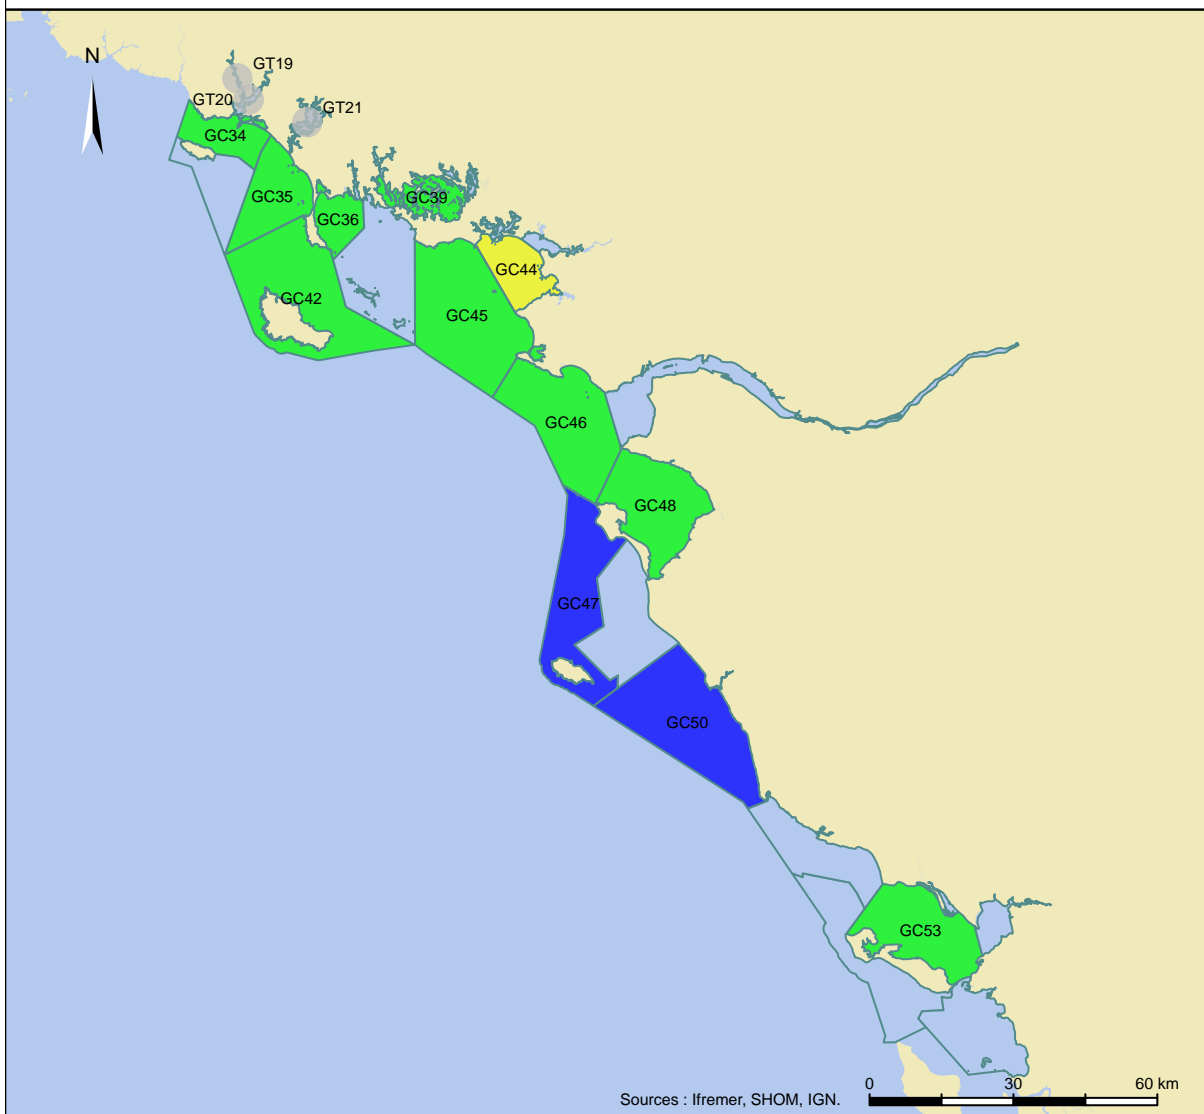 N
GT19
GT20
GT21
GC34
GC35
GC39
GC36
GC44
GC42
GC45
GC46
GC48
GC47
GC50
GC53
0 30 60 km
Sources : Ifremer, SHOM, IGN.